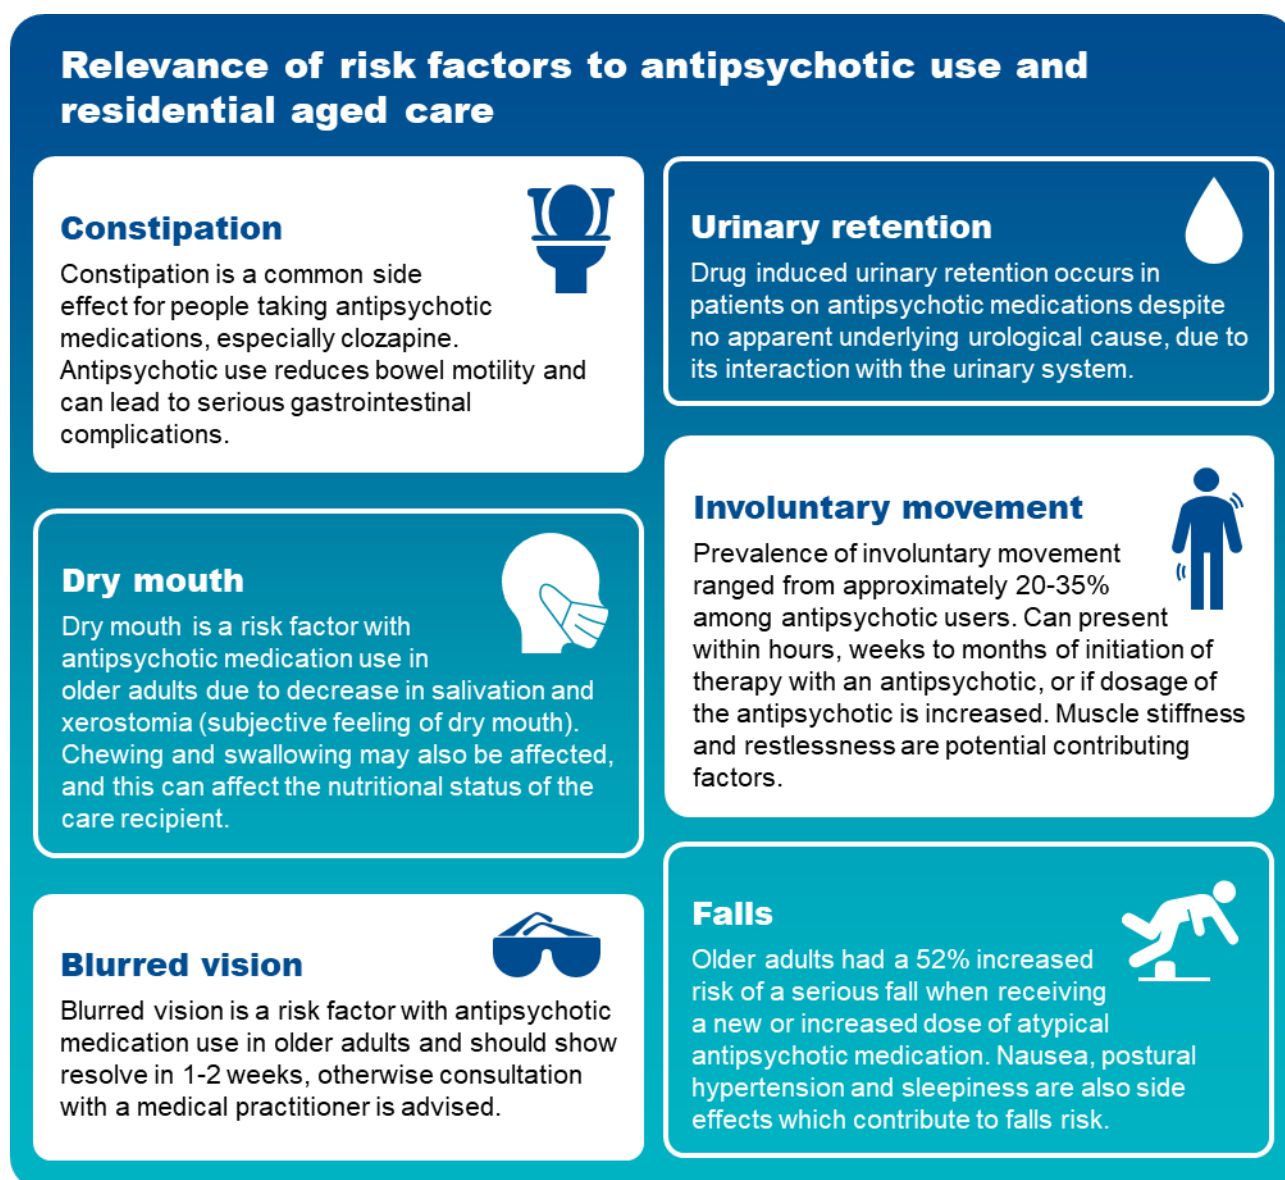 Relevance of risk factors to antipsychotic use and
residential aged care
Constipation
Constipation is a common side
effect for people taking antipsychotic
medications, especially clozapine.
Antipsychotic use reduces bowel motility and
can lead to serious gastrointestinal
complications.
Urinary retention
Drug induced urinary retention occurs in
patients on antipsychotic medications despite
no apparent underlying urological cause, due to
its interaction with the urinary system.
Dry mouth
Dry mouth is a risk factor with
antipsychotic medication use in
older adults due to decrease in salivation and
xerostomia (subjective feeling of dry mouth).
Chewing and swallowing may also be affected,
and this can affect the nutritional status of the
care recipient.
Involuntary movement
Prevalence of involuntary movement
ranged from approximately 20-35%
among antipsychotic users. Can present
within hours, weeks to months of initiation of
therapy with an antipsychotic, or if dosage of
the antipsychotic is increased. Muscle stiffness
and restlessness are potential contributing
factors.
Blurred vision
Blurred vision is a risk factor with antipsychotic
medication use in older adults and should show
resolve in 1-2 weeks, otherwise consultation
with a medical practitioner is advised.
Falls
Older adults had a 52% increased
risk of a serious fall when receiving
a new or increased dose of atypical
antipsychotic medication. Nausea, postural
hypertension and sleepiness are also side
effects which contribute to falls risk.